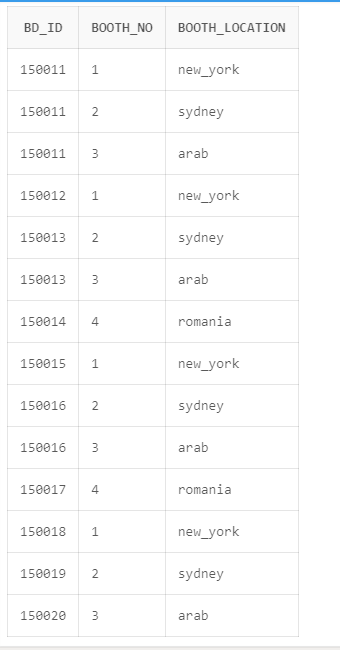 BD_ID BOOTH_NO BOOTH_LOCATION
150011 1 new_york
150011 2 sydney
150011 3 arab
150012 1 new_york
150013 2 sydney
150013 3 arab
150014 4 romania
150015 1 new_york
150016 2 sydney
150016 3 arab
150017 4 romania
150018 1 new_york
150019 2 sydney
150020 3 arab